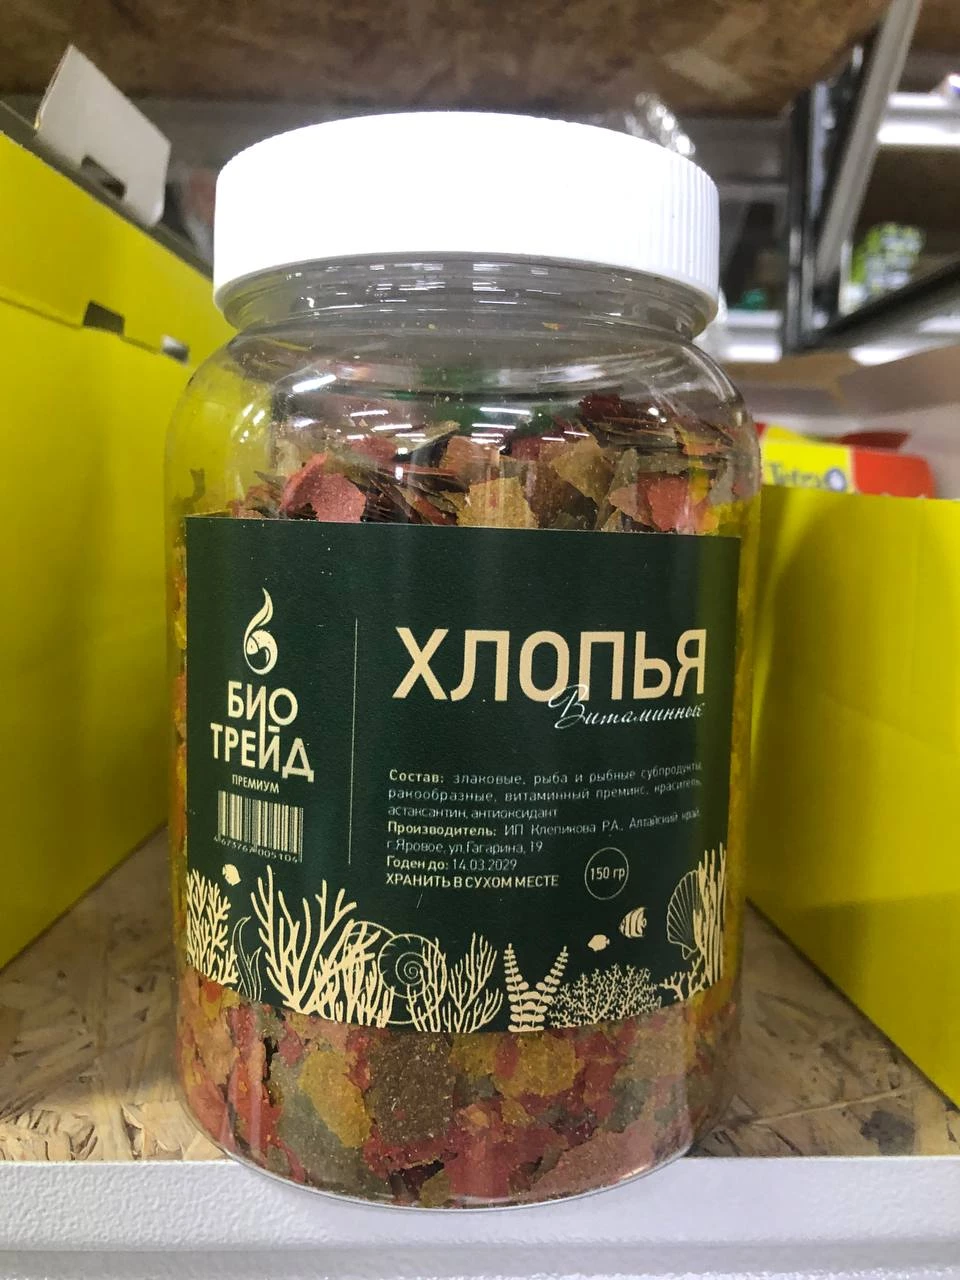 Tetra
БИО
ТРЕЙД
ПРЕМИУМ
ХЛОПЬЯ
Витаминные
Состав: злаковые, рыба и рыбные субпродукты,
ракообразные, витаминный премикс, краситель,
астаксантин, антиоксидант
Производитель: ИП Клепикова Р.А., Алтайский край,
г.Яровое, ул.Гагарина, 19
Годен до: 14.03.2029
ХРАНИТЬ В СУХОМ МЕСТЕ
150 гр